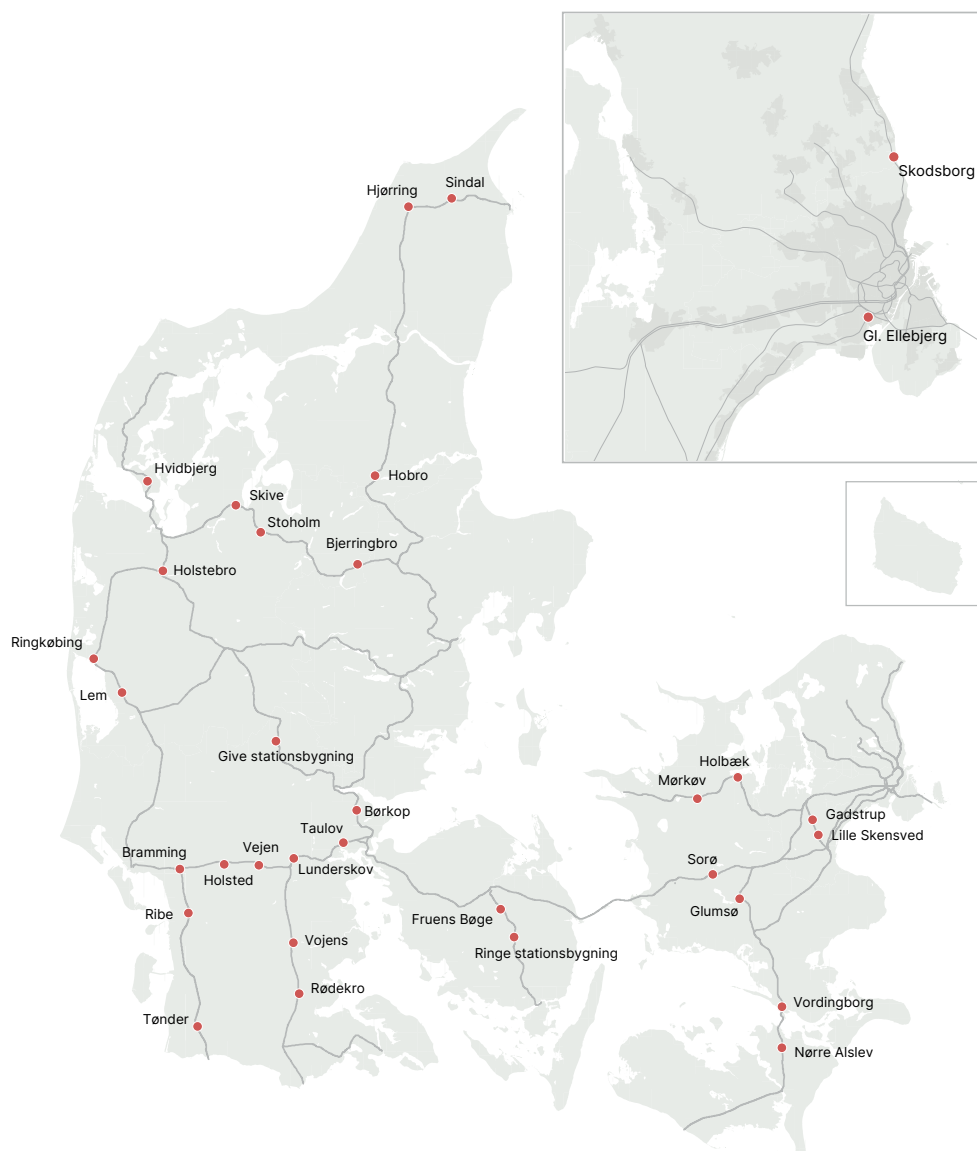 Skodsborg
Sindal
Hjørring
Gl. Ellebjerg
Hvidbjerg
Hobro
Skive
Stoholm
Bjerringbro
Holstebro
Ringkøbing
Lem
Give stationsbygning
Holbæk
Mørkøv
Børkop
Gadstrup
Taulov
Lille Skensved
Vejen
Bramming
Sorø
Lunderskov
Holsted
Glumsø
Ribe
Fruens Bøge
Vojens
Ringe stationsbygning
Rødekro
Vordingborg
Tønder
Nørre Alslev